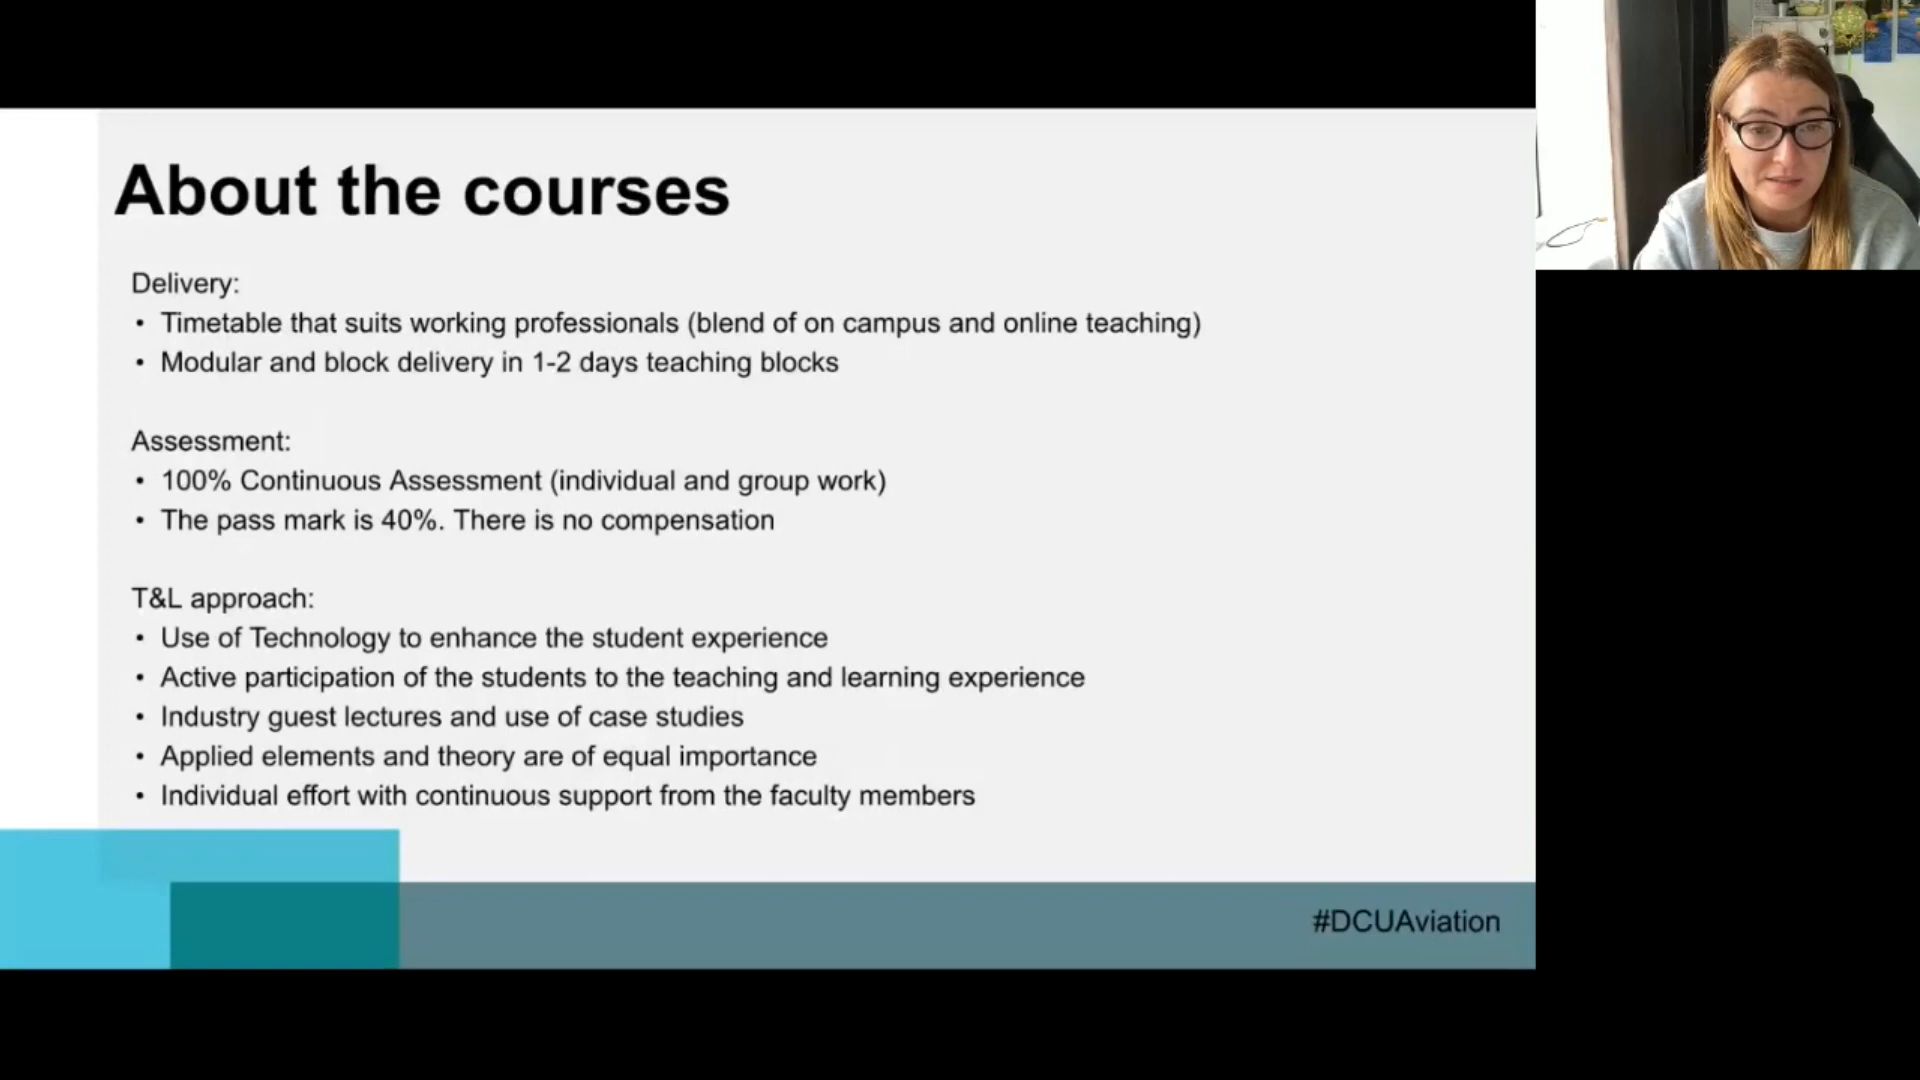 About the courses
Delivery:
• Timetable that suits working professionals (blend of on campus and online teaching)
• Modular and block delivery in 1-2 days teaching blocks
Assessment:
• 100% Continuous Assessment (individual and group work)
• The pass mark is 40%. There is no compensation
T&L approach:
• Use of Technology to enhance the student experience
• Active participation of the students to the teaching and learning experience
• Industry guest lectures and use of case studies
• Applied elements and theory are of equal importance
• Individual effort with continuous support from the faculty members
#DCUAviation